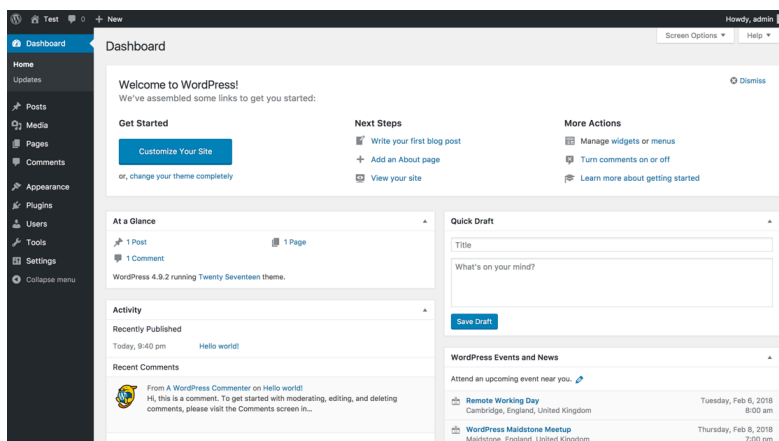 Test 0 + New Howdy, admin
Screen Options ▼ Help ▼
Dashboard
Home
Updates
Posts
Media
Pages
Comments
Appearance
Plugins
Users
Tools
Settings
Collapse menu
Dashboard
Welcome to WordPress!
We've assembled some links to get you started:
Dismiss
Get Started
Customize Your Site
or, change your theme completely
Next Steps
Write your first blog post
Add an About page
View your site
More Actions
Manage widgets or menus
Turn comments on or off
Learn more about getting started
At a Glance
1 Post
1 Page
1 Comment
WordPress 4.9.2 running Twenty Seventeen theme.
Activity
Recently Published
Today, 9:40 pm Hello world!
Recent Comments
From A WordPress Commenter on Hello world!
Hi, this is a comment. To get started with moderating, editing, and deleting
comments, please visit the Comments screen in...
Quick Draft
Title
What's on your mind?
Save Draft
WordPress Events and News
Attend an upcoming event near you.
Remote Working Day Tuesday, Feb 6, 2018
Cambridge, England, United Kingdom 8:00 am
WordPress Maidstone Meetup Thursday, Feb 8, 2018
Maidstone, England, United Kingdom 7:00 pm